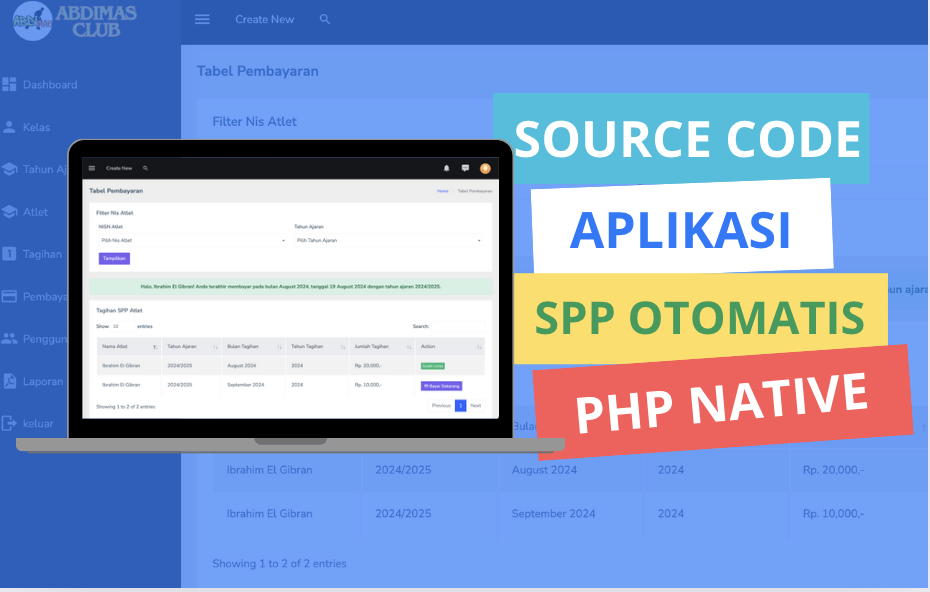 ABDIMAS
CLUB
Create New
Tabel Pembayaran
Dashboard
Filter Nis Atlet
Kelas
Tahun Aj
Atlet
Tagihan
Pembaya
Penggun
Laporan
keluar
SOURCE CODE
APLIKASI
SPP OTOMATIS
PHP NATIVE
Create New
Tabel Pembayaran
Home Tabel Pembayaran
Filter Nis Atlet
NISN Atlet Tahun Ajaran
Pilih Nis Atlet Pilih Tahun Ajaran
Tampilkan
Halo, Ibrahim El Gibran! Anda terakhir membayar pada bulan August 2024, tanggal 19 August 2024 dengan tahun ajaran 2024/2025.
Tagihan SPP Atlet
Show 10 entries Search:
Nama Atlet Tahun Ajaran Bulan Tagihan Tahun Tagihan Jumlah Tagihan Action
Ibrahim El Gibran 2024/2025 August 2024 2024 Rp. 20,000,-
Ibrahim El Gibran 2024/2025 September 2024 2024 Rp. 10,000,- Bayar Sekarang
Showing 1 to 2 of 2 entries Previous 1 Next
un ajara
Bula
Ibrahim El Gibran 2024/2025 August 2024 2024 Rp. 20,000,-
Ibrahim El Gibran 2024/2025 September 2024 2024 Rp. 10,000,-
Showing 1 to 2 of 2 entries